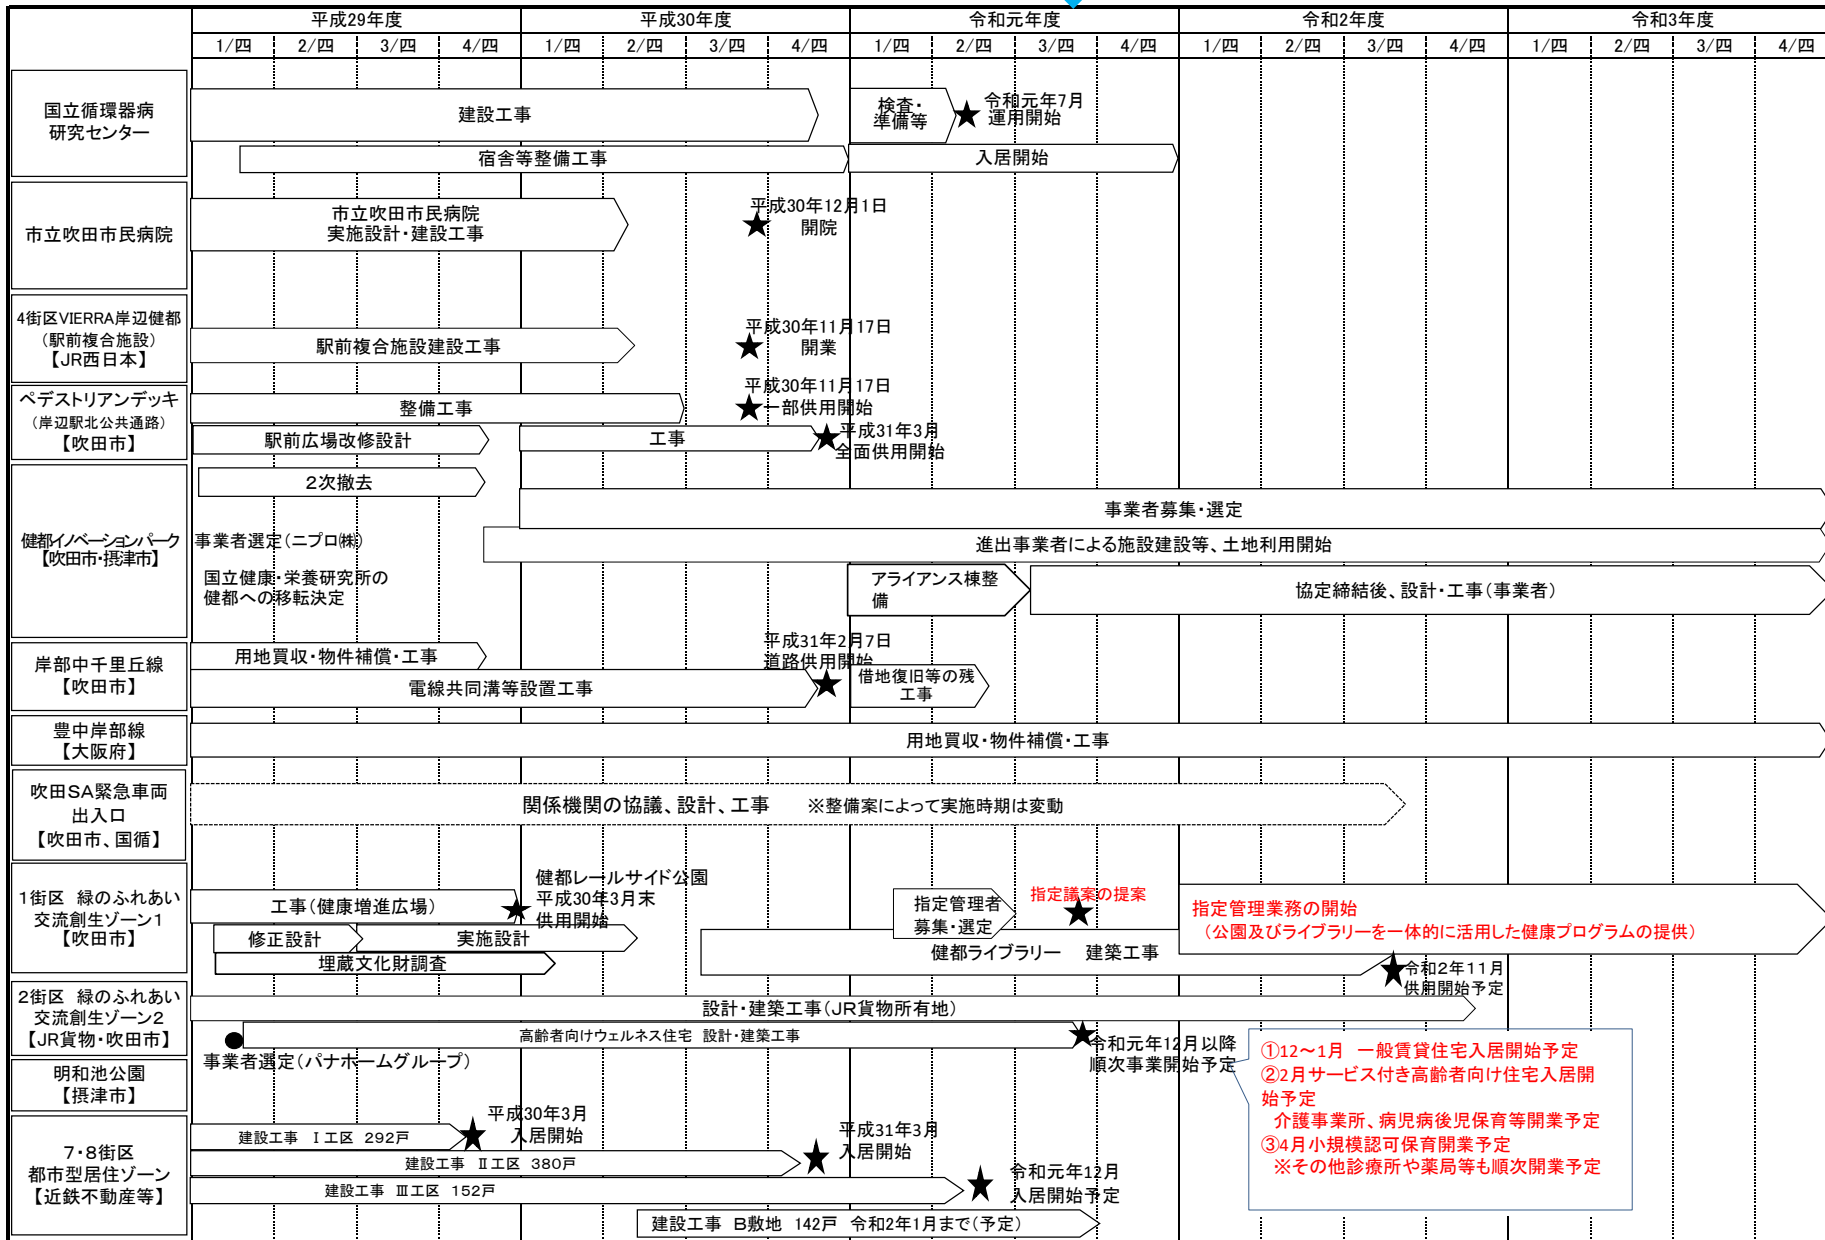 平成29年度 平成30年度 令和元年度 令和2年度 令和3年度
1/四 2/四 3/四 4/四 1/四 2/四 3/四 4/四 1/四 2/四 3/四 4/四 1/四 2/四 3/四 4/四 1/四 2/四 3/四 4/四
国立循環器病
研究センター
建設工事
検査・
準備等
令和元年7月
運用開始
宿舎等整備工事
入居開始
市立吹田市民病院
市立吹田市民病院
実施設計・建設工事
平成30年12月1日
開院
4街区VIERRA岸辺健都
(駅前複合施設)
【JR西日本】
駅前複合施設建設工事
平成30年11月17日
開業
ペデストリアンデッキ
(岸辺駅北公共通路)
【吹田市】
整備工事
平成30年11月17日
一部供用開始
駅前広場改修設計
工事
平成31年3月
全面供用開始
健都イノベーションパーク
【吹田市・摂津市】
2次撤去
事業者募集・選定
事業者選定(ニプロ㈱)
進出事業者による施設建設等、土地利用開始
国立健康・栄養研究所の
健都への移転決定
アライアンス棟整
備
協定締結後、設計・工事(事業者)
岸部中千里丘線
【吹田市】
用地買収・物件補償・工事
平成31年2月7日
道路供用開始
電線共同溝等設置工事
借地復旧等の残
工事
豊中岸部線
【大阪府】
用地買収・物件補償・工事
吹田SA緊急車両
出入口
【吹田市、国循】
関係機関の協議、設計、工事 ※整備案によって実施時期は変動
1街区 緑のふれあい
交流創生ゾーン1
【吹田市】
工事(健康増進広場)
健都レールサイド公園
平成30年3月末
供用開始
指定管理者
募集・選定
指定議案の提案
指定管理業務の開始
(公園及びライブラリーを一体的に活用した健康プログラムの提供)
修正設計
実施設計
健都ライブラリー 建築工事
埋蔵文化財調査
令和2年11月
供用開始予定
2街区 緑のふれあい
交流創生ゾーン2
【JR貨物・吹田市】
設計・建築工事(JR貨物所有地)
高齢者向けウェルネス住宅 設計・建築工事
事業者選定(パナホームグループ)
令和元年12月以降
順次事業開始予定
①12～1月 一般賃貸住宅入居開始予定
②2月サービス付き高齢者向け住宅入居開
始予定
介護事業所、病児病後児保育等開業予定
③4月小規模認可保育開業予定
※その他診療所や薬局等も順次開業予定
明和池公園
【摂津市】
7・8街区
都市型居住ゾーン
【近鉄不動産等】
建設工事 Ⅰ工区 292戸
平成30年3月
入居開始
建設工事 Ⅱ工区 380戸
平成31年3月
入居開始
建設工事 Ⅲ工区 152戸
令和元年12月
入居開始予定
建設工事 B敷地 142戸 令和2年1月まで(予定)